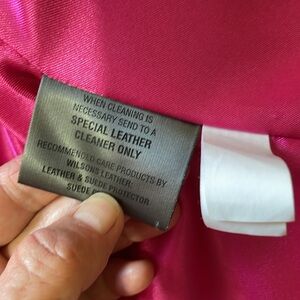 WHEN CLEANING IS
NECESSARY SEND TO A
SPECIAL LEATHER
CLEANER ONLY
RECOMMENDED CARE PRODUCTS BY
WILSONS LEATHER:
LEATHER & SUEDE PROTECTOR
SUEDE